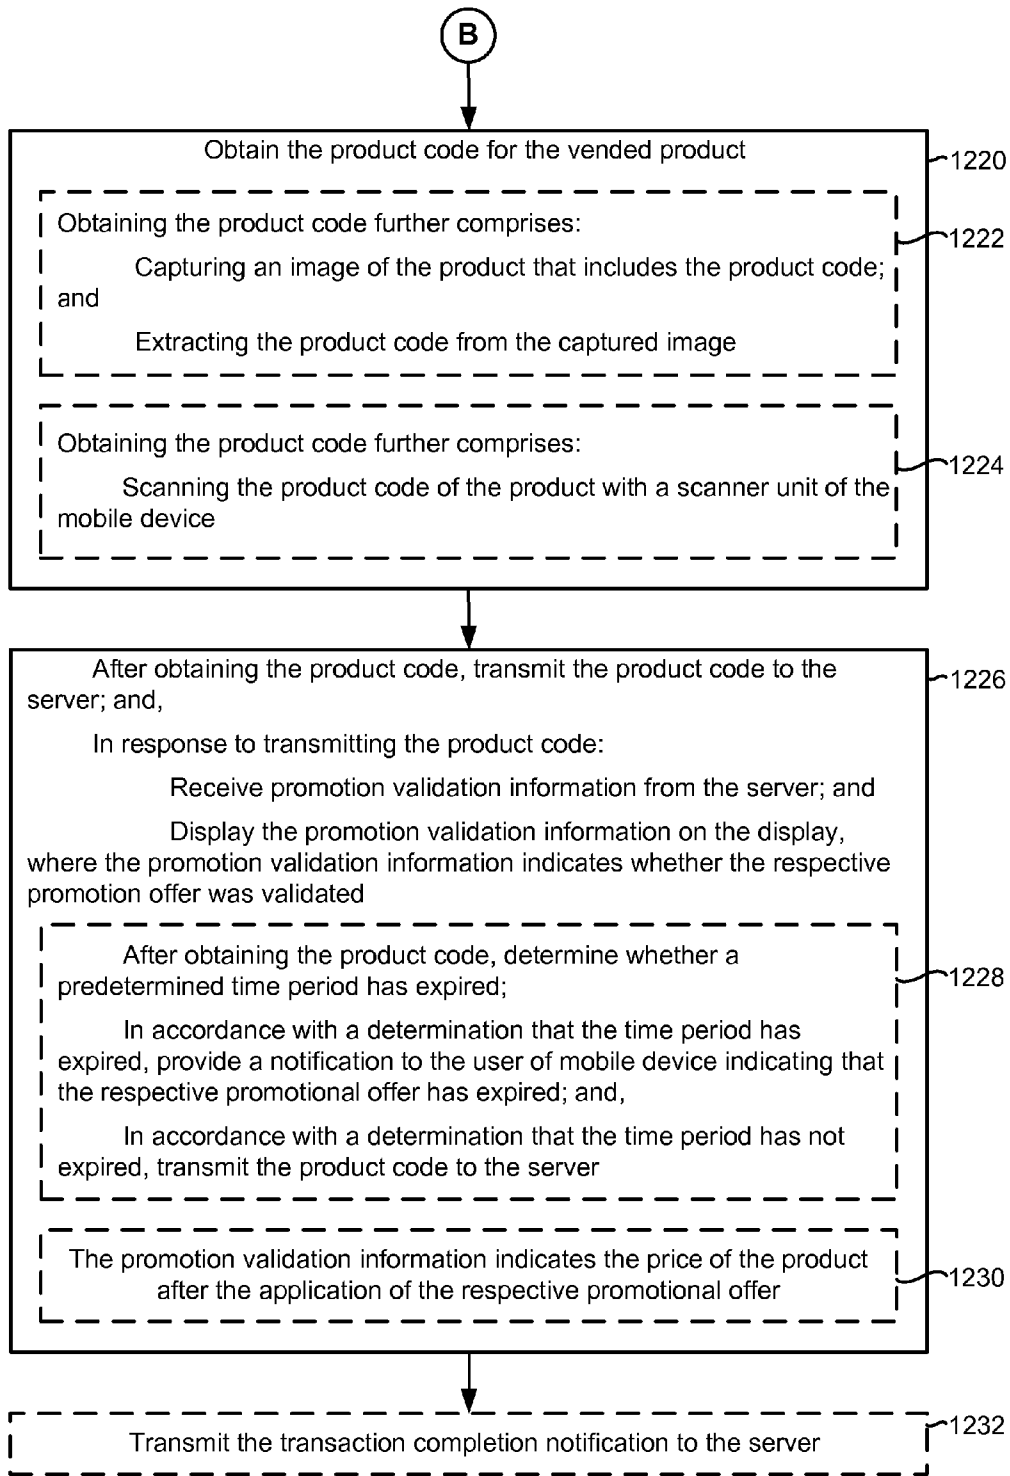 B
Obtain the product code for the vended product
1220
Obtaining the product code further comprises:
1222
Capturing an image of the product that includes the product code;
and
Extracting the product code from the captured image
Obtaining the product code further comprises:
1224
Scanning the product code of the product with a scanner unit of the
mobile device
After obtaining the product code, transmit the product code to the
1226
server; and,
In response to transmitting the product code:
Receive promotion validation information from the server; and
Display the promotion validation information on the display,
where the promotion validation information indicates whether the respective
promotion offer was validated
After obtaining the product code, determine whether a
1228
predetermined time period has expired;
In accordance with a determination that the time period has
expired, provide a notification to the user of mobile device indicating that
the respective promotional offer has expired; and,
In accordance with a determination that the time period has not
expired, transmit the product code to the server
The promotion validation information indicates the price of the product
1230
after the application of the respective promotional offer
1232
Transmit the transaction completion notification to the server